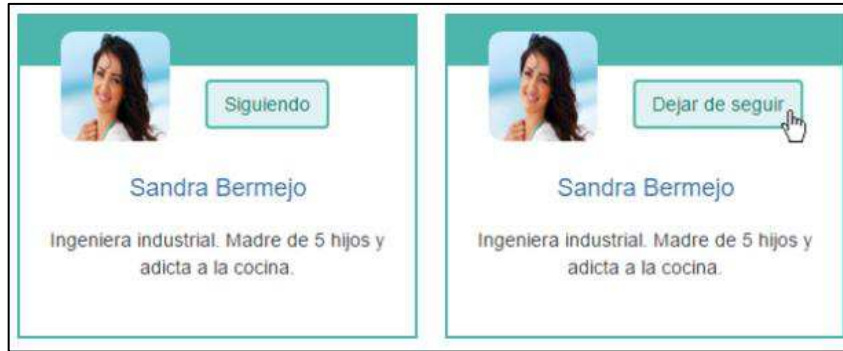 Siguiendo
Sandra Bermejo
Ingeniera industrial. Madre de 5 hijos y
adicta a la cocina.
Dejar de seguir
Sandra Bermejo
Ingeniera industrial. Madre de 5 hijos y
adicta a la cocina.